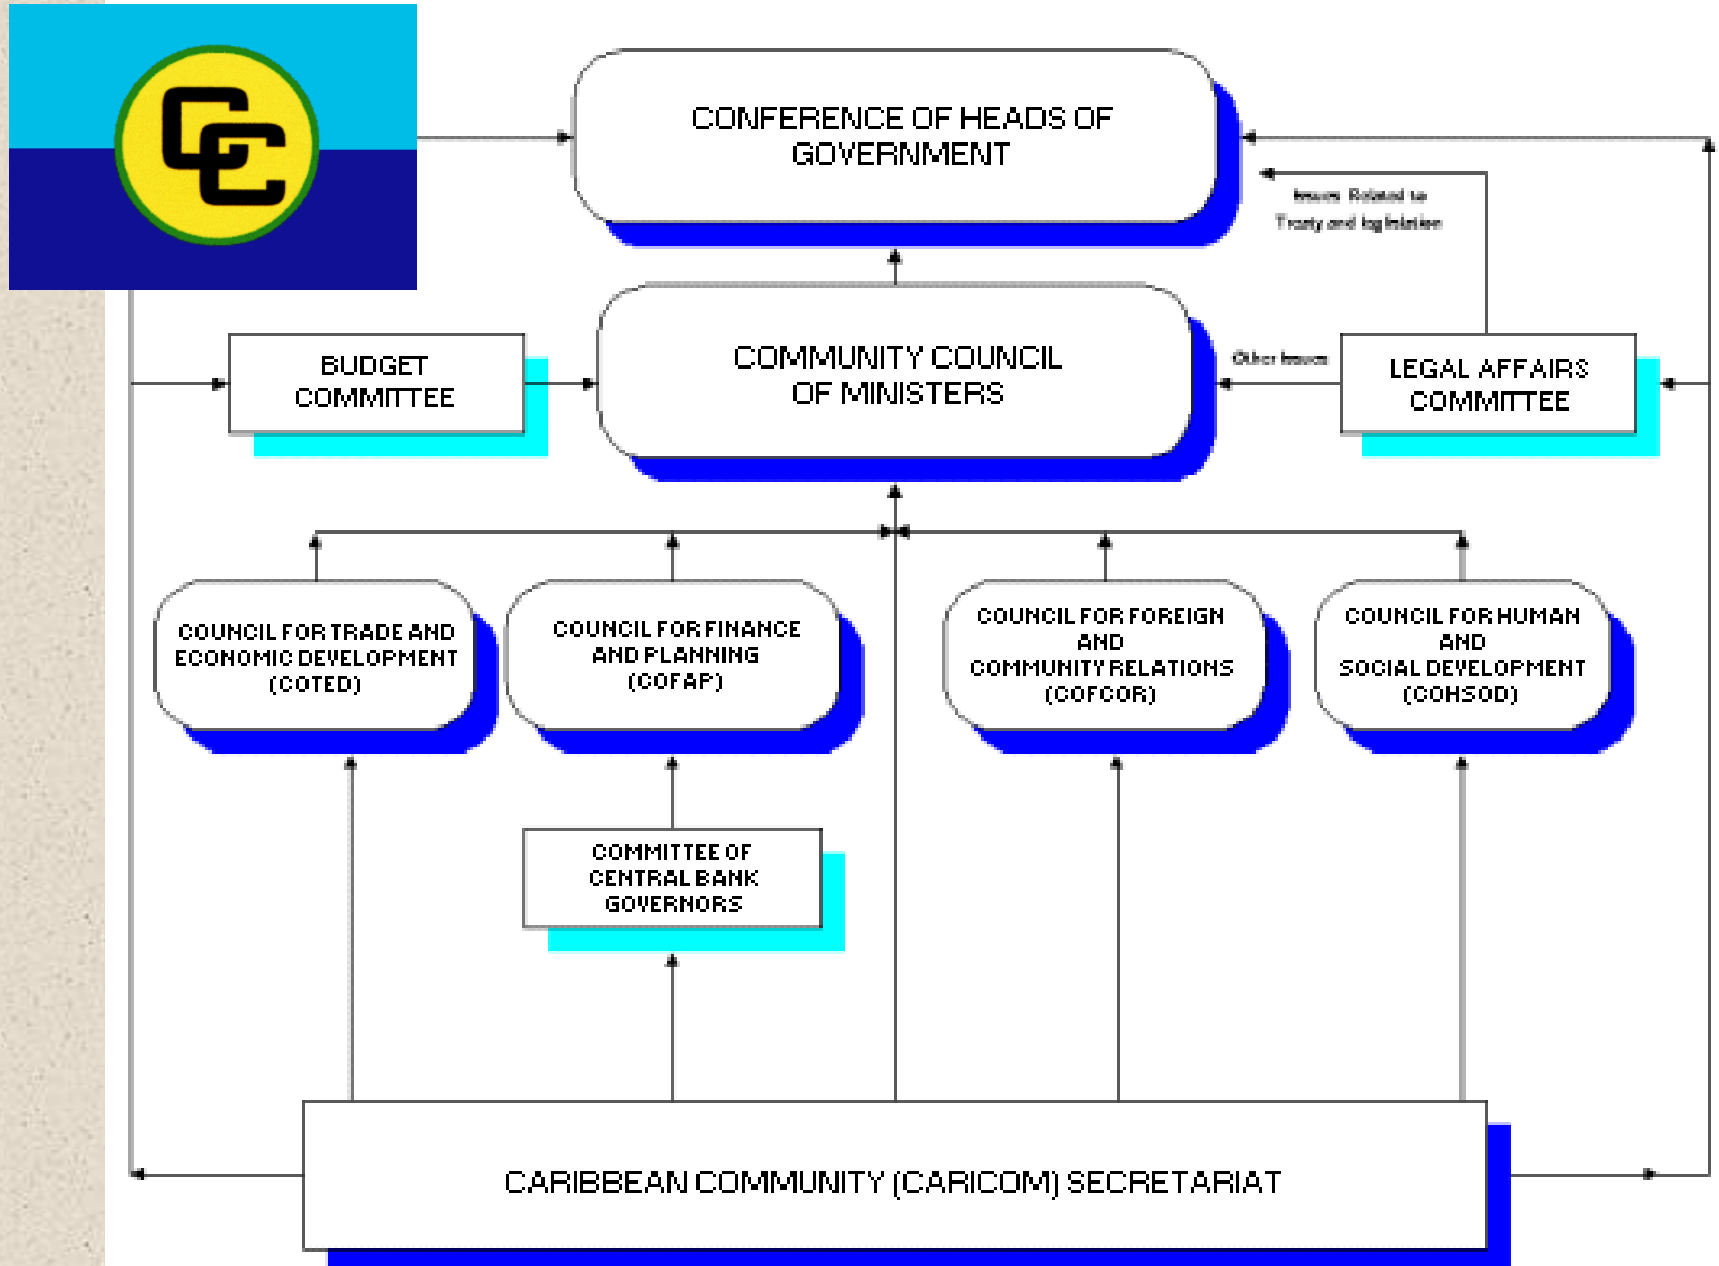 CC
CONFERENCE OF HEADS OF
GOVERNMENT
Issues Related to
Treaty and legislation
BUDGET
COMMITTEE
COMMUNITY COUNCIL
OF MINISTERS
Other Issues
LEGAL AFFAIRS
COMMITTEE
COUNCIL FOR TRADE AND
ECONOMIC DEVELOPMENT
(COTED)
COUNCIL FOR FINANCE
AND PLANNING
(COFAP)
COUNCIL FOR FOREIGN
AND
COMMUNITY RELATIONS
(COFCOR)
COUNCIL FOR HUMAN
AND
SOCIAL DEVELOPMENT
(COHSOD)
COMMITTEE OF
CENTRAL BANK
GOVERNORS
CARIBBEAN COMMUNITY (CARICOM) SECRETARIAT